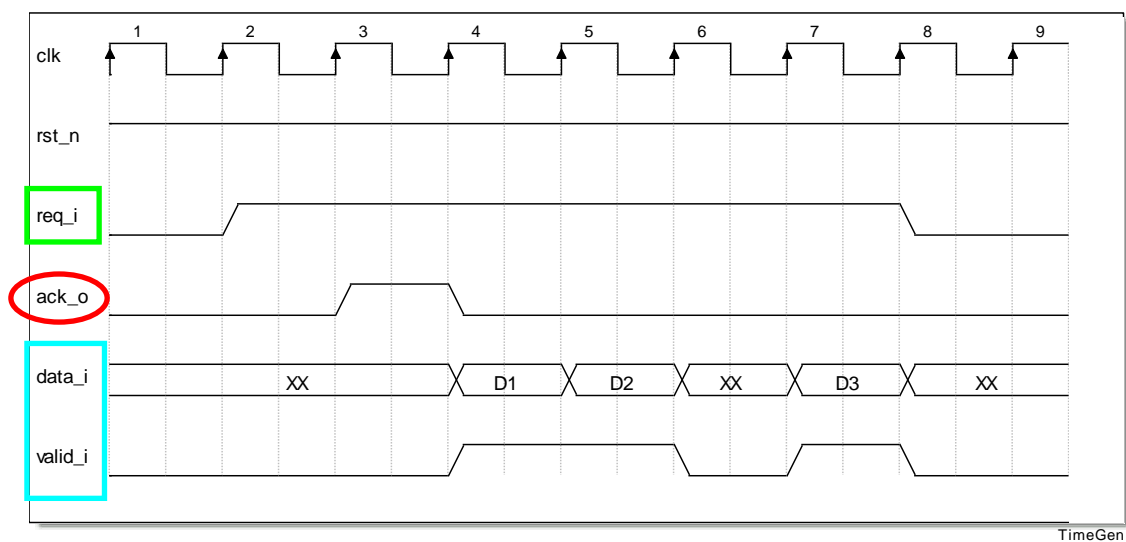 1 2 3 4 5 6 7 8 9
clk
rst_n
req_i
ack_o
data_i XX D1 D2 XX D3 XX
valid_i
TimeGen